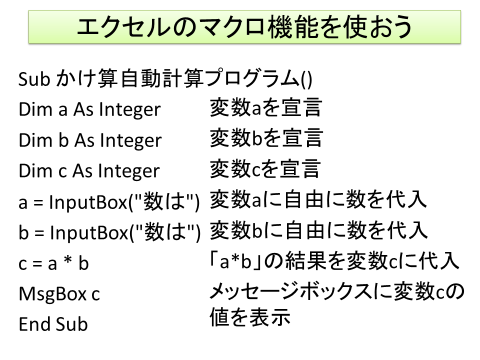 エクセルのマクロ機能を使おう
Sub かけ算自動計算プログラム()
Dim a As Integer 変数aを宣言
Dim b As Integer 変数bを宣言
Dim c As Integer 変数cを宣言
a = InputBox("数は") 変数aに自由に数を代入
b = InputBox("数は") 変数bに自由に数を代入
c = a * b 「a*b」の結果を変数cに代入
MsgBox c メッセージボックスに変数cの
End Sub 値を表示